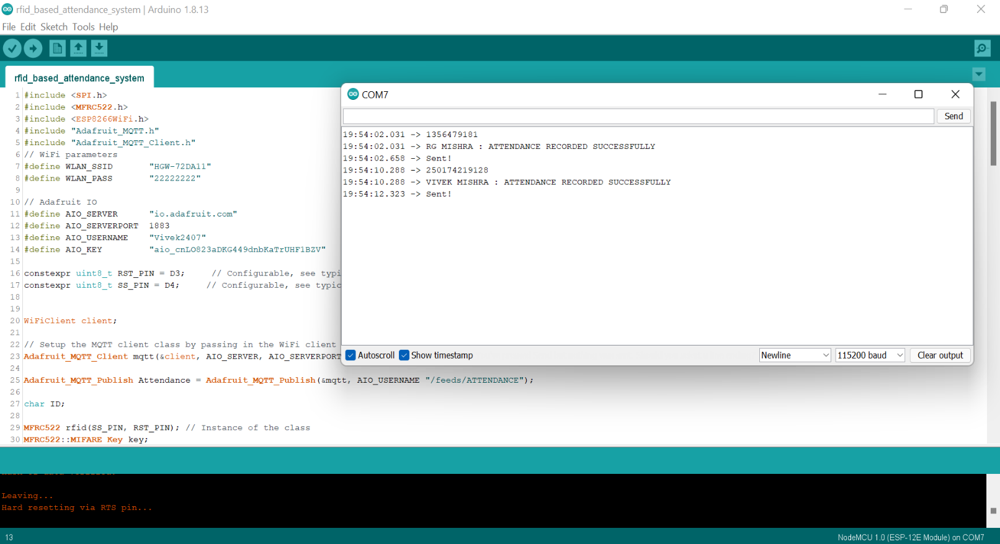 rfid_based_attendance_system | Arduino 1.8.13
File Edit Sketch Tools Help
rfid_based_attendance_system
1 #include <SPI.h>
2 #include <MFRC522.h>
3 #include <ESP8266WiFi.h>
4 #include "Adafruit_MQTT.h"
5 #include "Adafruit_MQTT_Client.h"
6 // WiFi parameters
7 #define WLAN_SSID "HGW-72DA11"
8 #define WLAN_PASS "22222222"
9
10 // Adafruit IO
11 #define AIO_SERVER "io.adafruit.com"
12 #define AIO_SERVERPORT 1883
13 #define AIO_USERNAME "Vivek2407"
14 #define AIO_KEY "aio_cnLO823aDKG449dnbKaTrUHF1BZV"
15
16 constexpr uint8_t RST_PIN = D3; // Configurable, see typi
17 constexpr uint8_t SS_PIN = D4; // Configurable, see typic
18
19
20 WiFiClient client;
21
22 // Setup the MQTT client class by passing in the WiFi client
23 Adafruit_MQTT_Client mqtt(&client, AIO_SERVER, AIO_SERVERPORT
24
25 Adafruit_MQTT_Publish Attendance = Adafruit_MQTT_Publish(&mqtt, AIO_USERNAME "/feeds/ATTENDANCE");
26
27 char ID;
28
29 MFRC522 rfid(SS_PIN, RST_PIN); // Instance of the class
30 MFRC522::MIFARE_Key key;
COM7
Send
19:54:02.031 -> 1356479181
19:54:02.031 -> RG MISHRA : ATTENDANCE RECORDED SUCCESSFULLY
19:54:02.658 -> Sent!
19:54:10.288 -> 250174219128
19:54:10.288 -> VIVEK MISHRA : ATTENDANCE RECORDED SUCCESSFULLY
19:54:12.323 -> Sent!
Autoscroll Show timestamp Newline 115200 baud Clear output
Leaving...
Hard resetting via RTS pin...
13 NodeMCU 1.0 (ESP-12E Module) on COM7